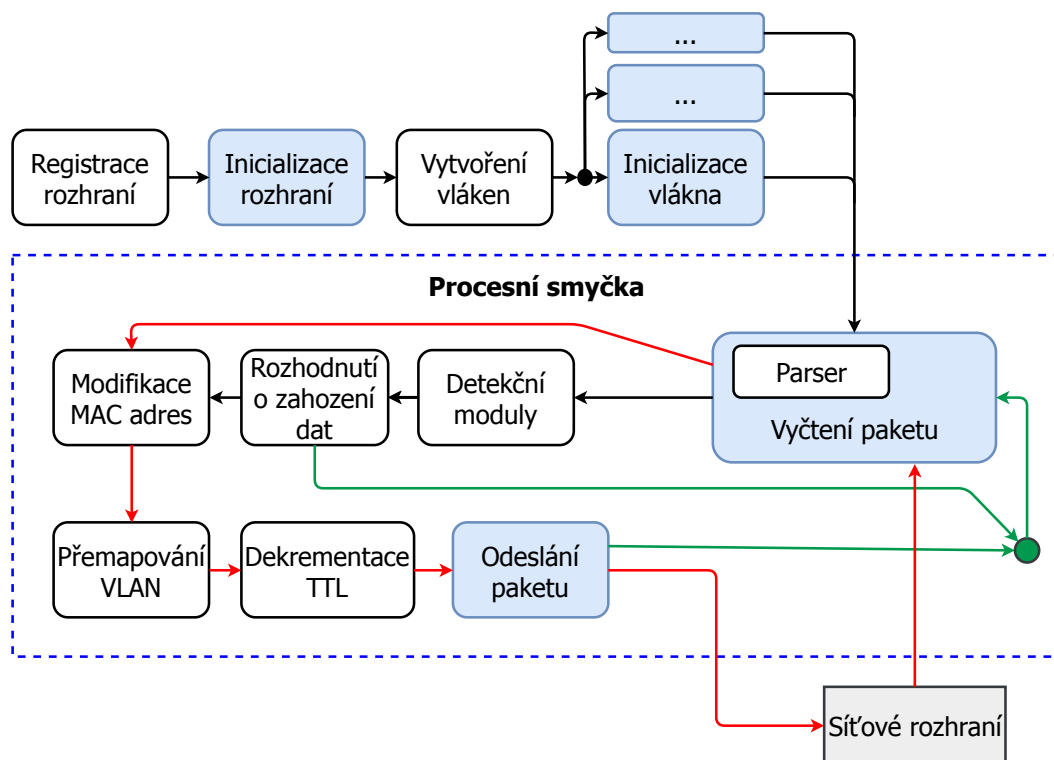 ...
...
Registrace
rozhraní
Inicializace
rozhraní
Vytvoření
vláken
Inicializace
vlákna
Procesní smyčka
Modifikace
MAC adres
Rozhodnutí
o zahození
dat
Detekční
moduly
Parser
Vyčtení paketu
Přemapování
VLAN
Dekrementace
TTL
Odeslání
paketu
Síťové rozhraní